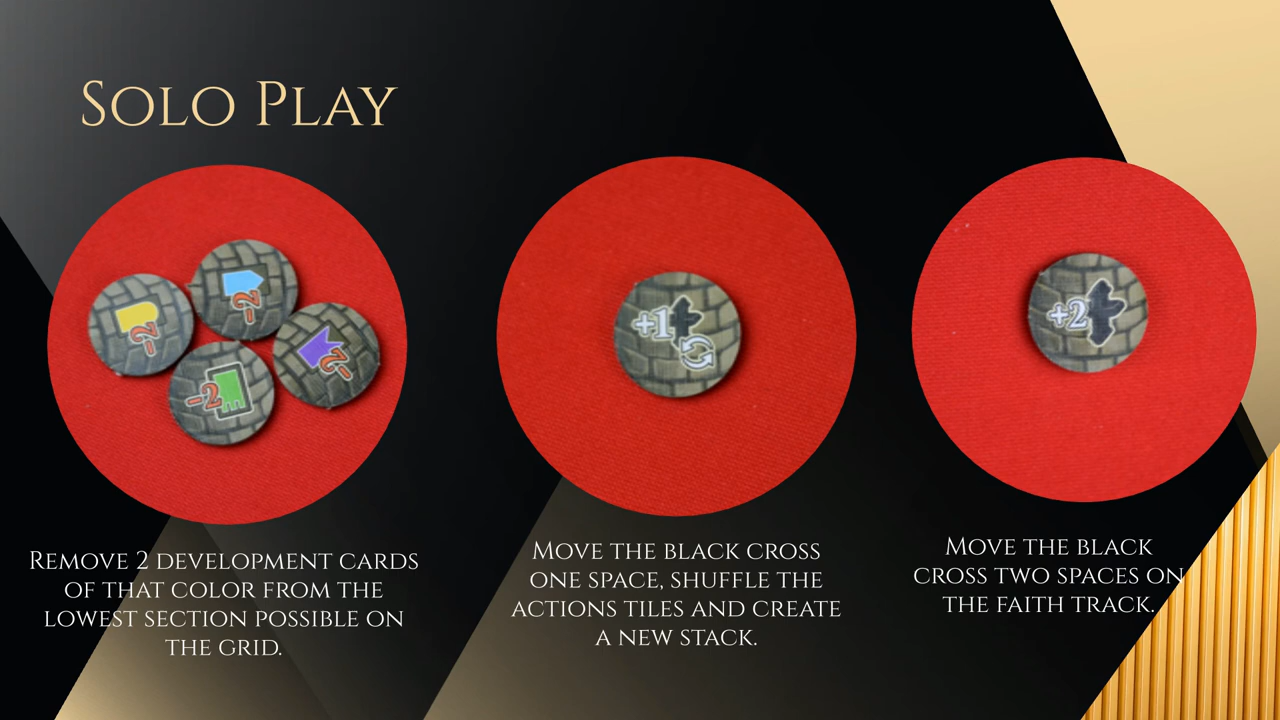 Solo Play
-2
-2
-2
-2
+1
+2
Remove 2 development cards
of that color from the
lowest section possible on
the grid.
Move the black cross
one space, shuffle the
actions tiles and create
a new stack.
Move the black
cross two spaces on
the faith track.